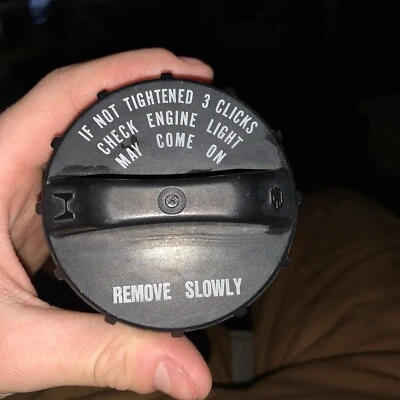 IF NOT TIGHTENED 3 CLICKS
CHECK ENGINE LIGHT
MAY COME ON
REMOVE SLOWLY